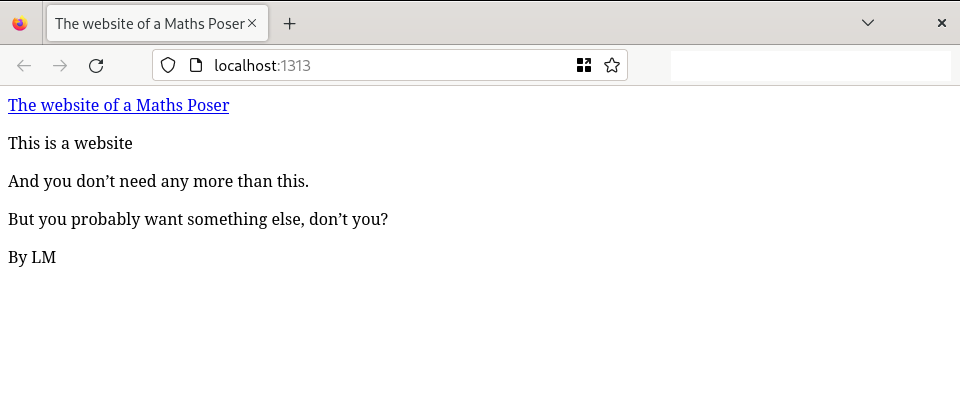 The website of a Maths Poser
localhost:1313
The website of a Maths Poser
This is a website
And you don’t need any more than this.
But you probably want something else, don’t you?
By LM